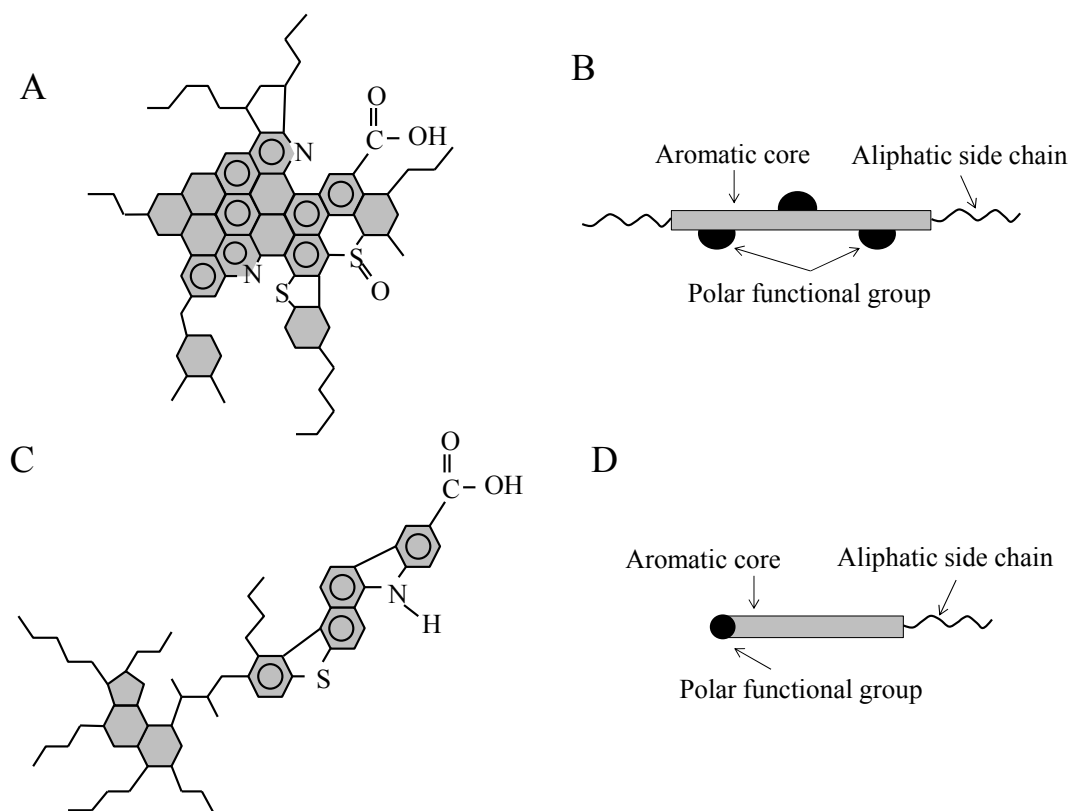 A
O
C
OH
N
N
S
S
O
B
Aromatic core
Aliphatic side chain
Polar functional group
C
O
C
OH
N
H
S
D
Aromatic core
Aliphatic side chain
Polar functional group